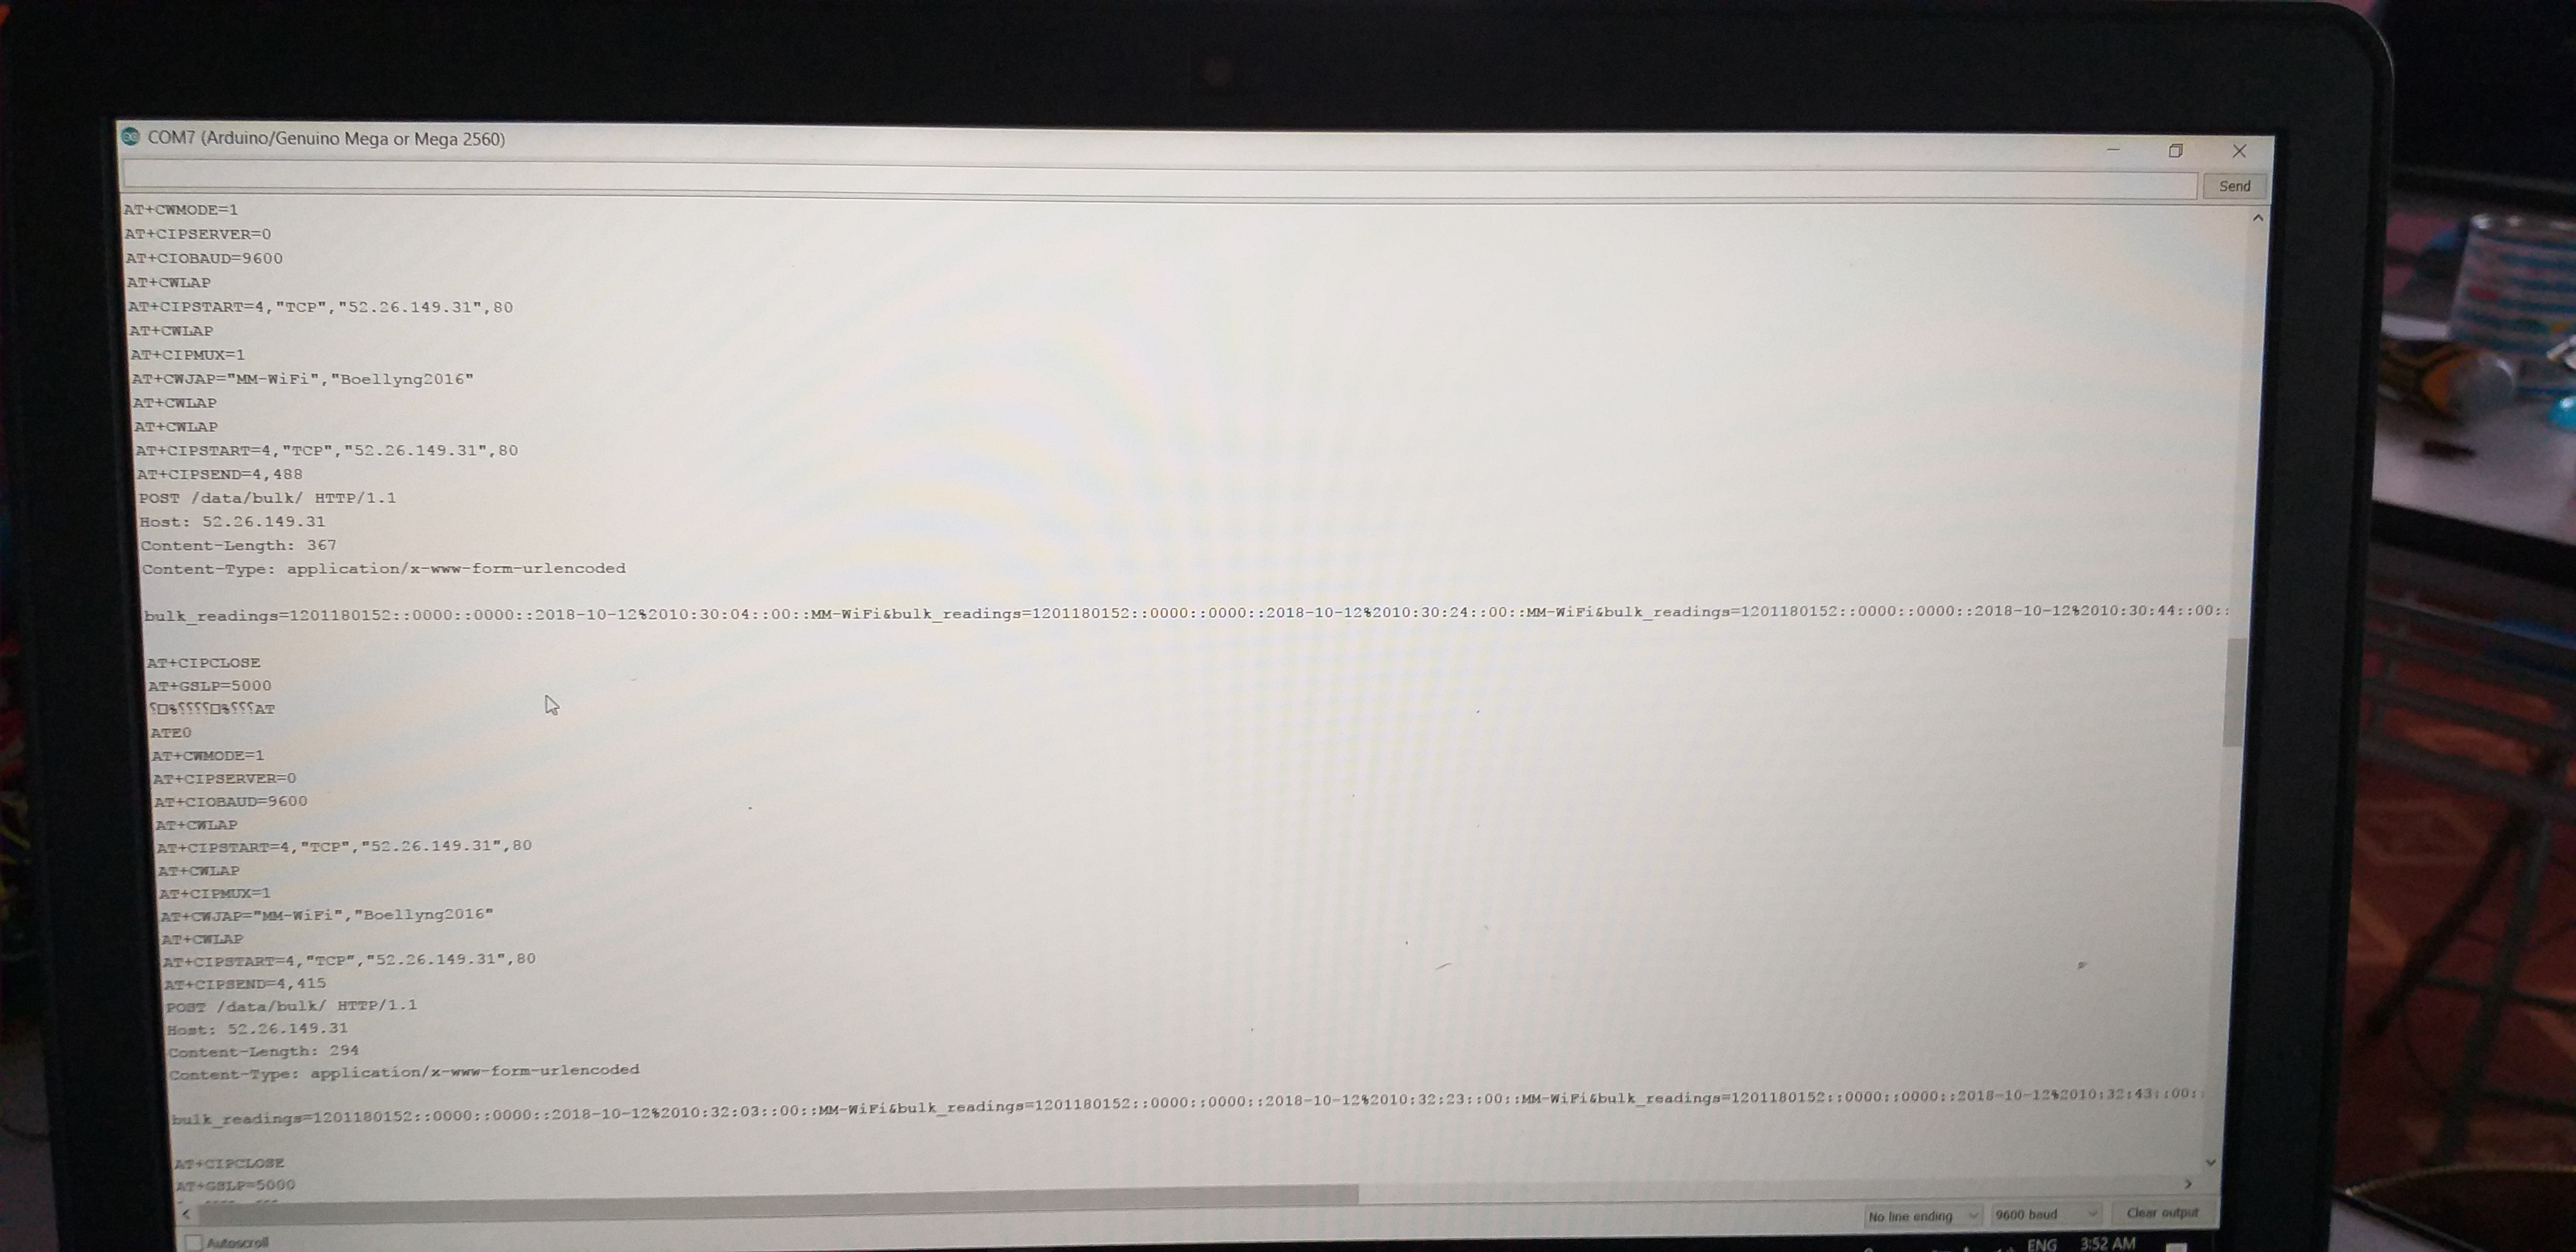 COM7 (Arduino/Genuino Mega or Mega 2560)
Send
AT+CWMODE=1
AT+CIPSERVER=0
AT+CIOBAUD=9600
AT+CWLAP
AT+CIPSTART=4,"TCP","52.26.149.31",80
AT+CWLAP
AT+CIPMUX=1
AT+CWJAP="MM-WiFi","Boellyng2016"
AT+CWLAP
AT+CWLAP
AT+CIPSTART=4,"TCP","52.26.149.31",80
AT+CIPSEND=4,488
POST /data/bulk/ HTTP/1.1
Host: 52.26.149.31
Content-Length: 367
Content-Type: application/x-www-form-urlencoded
bulk_readings=1201180152::0000::0000::2018-10-12%2010:30:04::00::MM-WiFi&bulk_readings=1201180152::0000::0000::2018-10-12%2010:30:24::00::MM-WiFi&bulk_readings=1201180152::0000::0000::2018-10-12%2010:30:44::00::
AT+CIPCLOSE
AT+GSLP=5000
⸮□%⸮⸮⸮⸮□%⸮⸮⸮AT
ATE0
AT+CWMODE=1
AT+CIPSERVER=0
AT+CIOBAUD=9600
AT+CWLAP
AT+CIPSTART=4,"TCP","52.26.149.31",80
AT+CWLAP
AT+CIPMUX=1
AT+CWJAP="MM-WiFi","Boellyng2016"
AT+CWLAP
AT+CIPSTART=4,"TCP","52.26.149.31",80
AT+CIPSEND=4,415
POST /data/bulk/ HTTP/1.1
Host: 52.26.149.31
Content-Length: 294
Content-Type: application/x-www-form-urlencoded
bulk_readings=1201180152::0000::0000::2018-10-12%2010:32:03::00::MM-WiFi&bulk_readings=1201180152::0000::0000::2018-10-12%2010:32:23::00::MM-WiFi&bulk_readings=1201180152::0000::0000::2018-10-12%2010:32:43::00::
AT+CIPCLOSE
AT+GSLP=5000
No line ending
9600 baud
Clear output
Autoscroll
ENG
3:52 AM